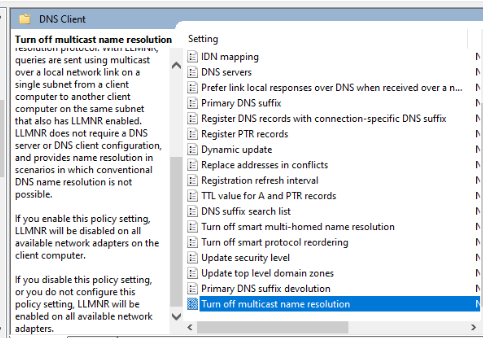 DNS Client
Turn off multicast name resolution
resolution protocol. With LLMNR,
queries are sent using multicast
over a local network link on a
single subnet from a client
computer to another client
computer on the same subnet
that also has LLMNR enabled.
LLMNR does not require a DNS
server or DNS client configuration,
and provides name resolution in
scenarios in which conventional
DNS name resolution is not
possible.
If you enable this policy setting,
LLMNR will be disabled on all
available network adapters on the
client computer.
If you disable this policy setting,
or you do not configure this
policy setting, LLMNR will be
enabled on all available network
adapters.
Setting
IDN mapping
DNS servers
Prefer link local responses over DNS when received over a n...
Primary DNS suffix
Register DNS records with connection-specific DNS suffix
Register PTR records
Dynamic update
Replace addresses in conflicts
Registration refresh interval
TTL value for A and PTR records
DNS suffix search list
Turn off smart multi-homed name resolution
Turn off smart protocol reordering
Update security level
Update top level domain zones
Primary DNS suffix devolution
Turn off multicast name resolution